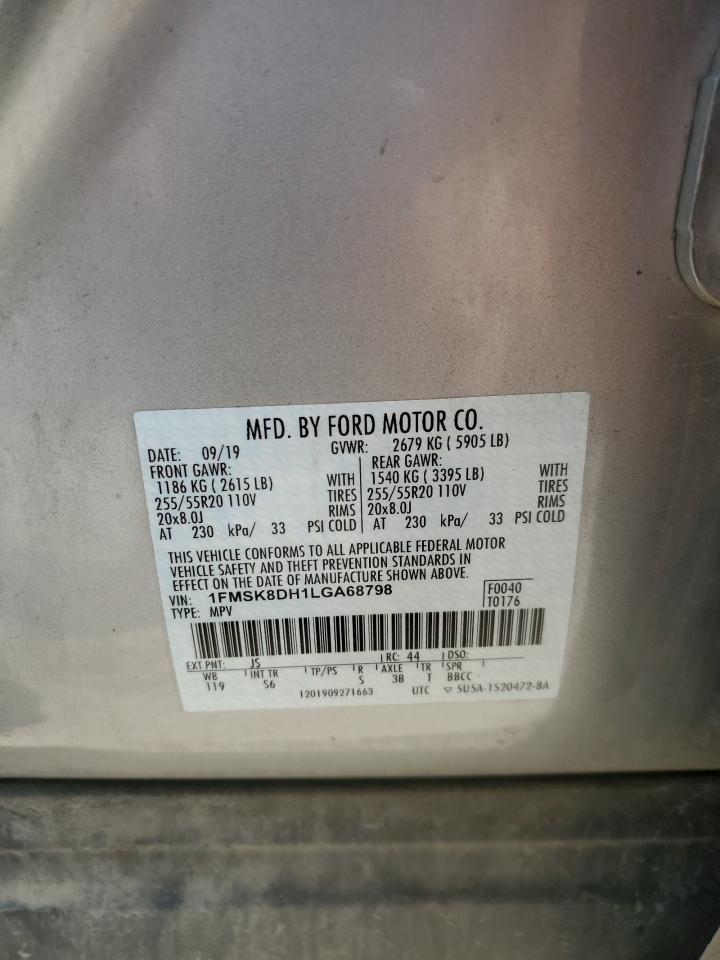 MFD. BY FORD MOTOR CO.
DATE: 09/19 GVWR: 2679 KG ( 5905 LB)
FRONT GAWR: REAR GAWR:
1186 KG ( 2615 LB) WITH 1540 KG ( 3395 LB) WITH
255/55R20 110V TIRES 255/55R20 110V TIRES
20x8.0J RIMS 20x8.0J RIMS
AT 230 kPa/ 33 PSI COLD AT 230 kPa/ 33 PSI COLD
THIS VEHICLE CONFORMS TO ALL APPLICABLE FEDERAL MOTOR
VEHICLE SAFETY AND THEFT PREVENTION STANDARDS IN
EFFECT ON THE DATE OF MANUFACTURE SHOWN ABOVE.
VIN: 1FMSK8DH1LGA68798 F0040
TYPE: MPV T0176
EXT PNT: JS RC: 44 DSO:
WB INT TR TP/PS R AXLE TR SPR
119 S6 S 3B T BBCC
1201909271663 UTC ▽ 5U5A-1520472-BA